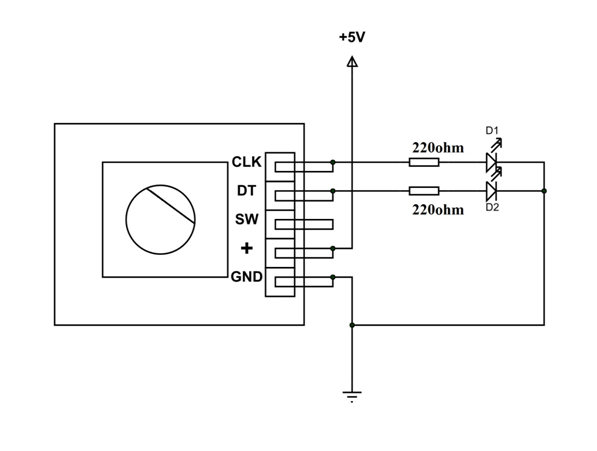 +5V
D1
220ohm
CLK
DT
220ohm
D2
SW
+
GND